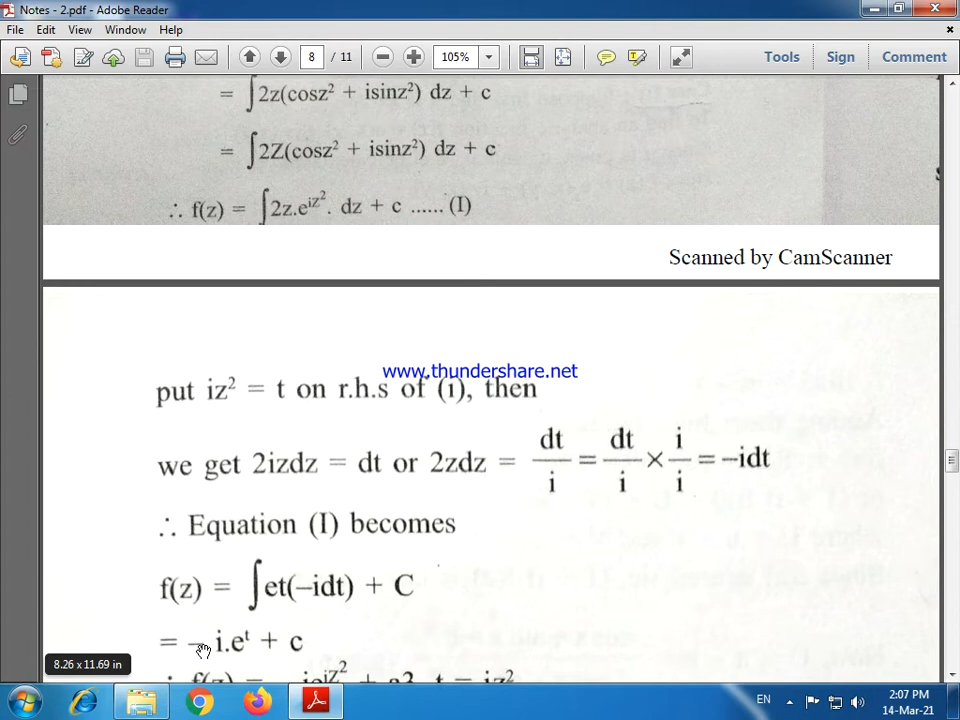 Notes - 2.pdf - Adobe Reader
File Edit View Window Help
8 / 11 105% Tools Sign Comment
= ∫2z(cosz² + isinz²) dz + c
= ∫2Z(cosz² + isinz²) dz + c
∴ f(z) = ∫2z.e^{iz²}. dz + c ...... (I)
Scanned by CamScanner
www.thundershare.net
put iz² = t on r.h.s of (i), then
we get 2izdz = dt or 2zdz = dt/i = dt/i × i/i = –idt
∴ Equation (I) becomes
f(z) = ∫et(–idt) + C
= – i.eᵗ + c
8.26 x 11.69 in
EN 2:07 PM
14-Mar-21